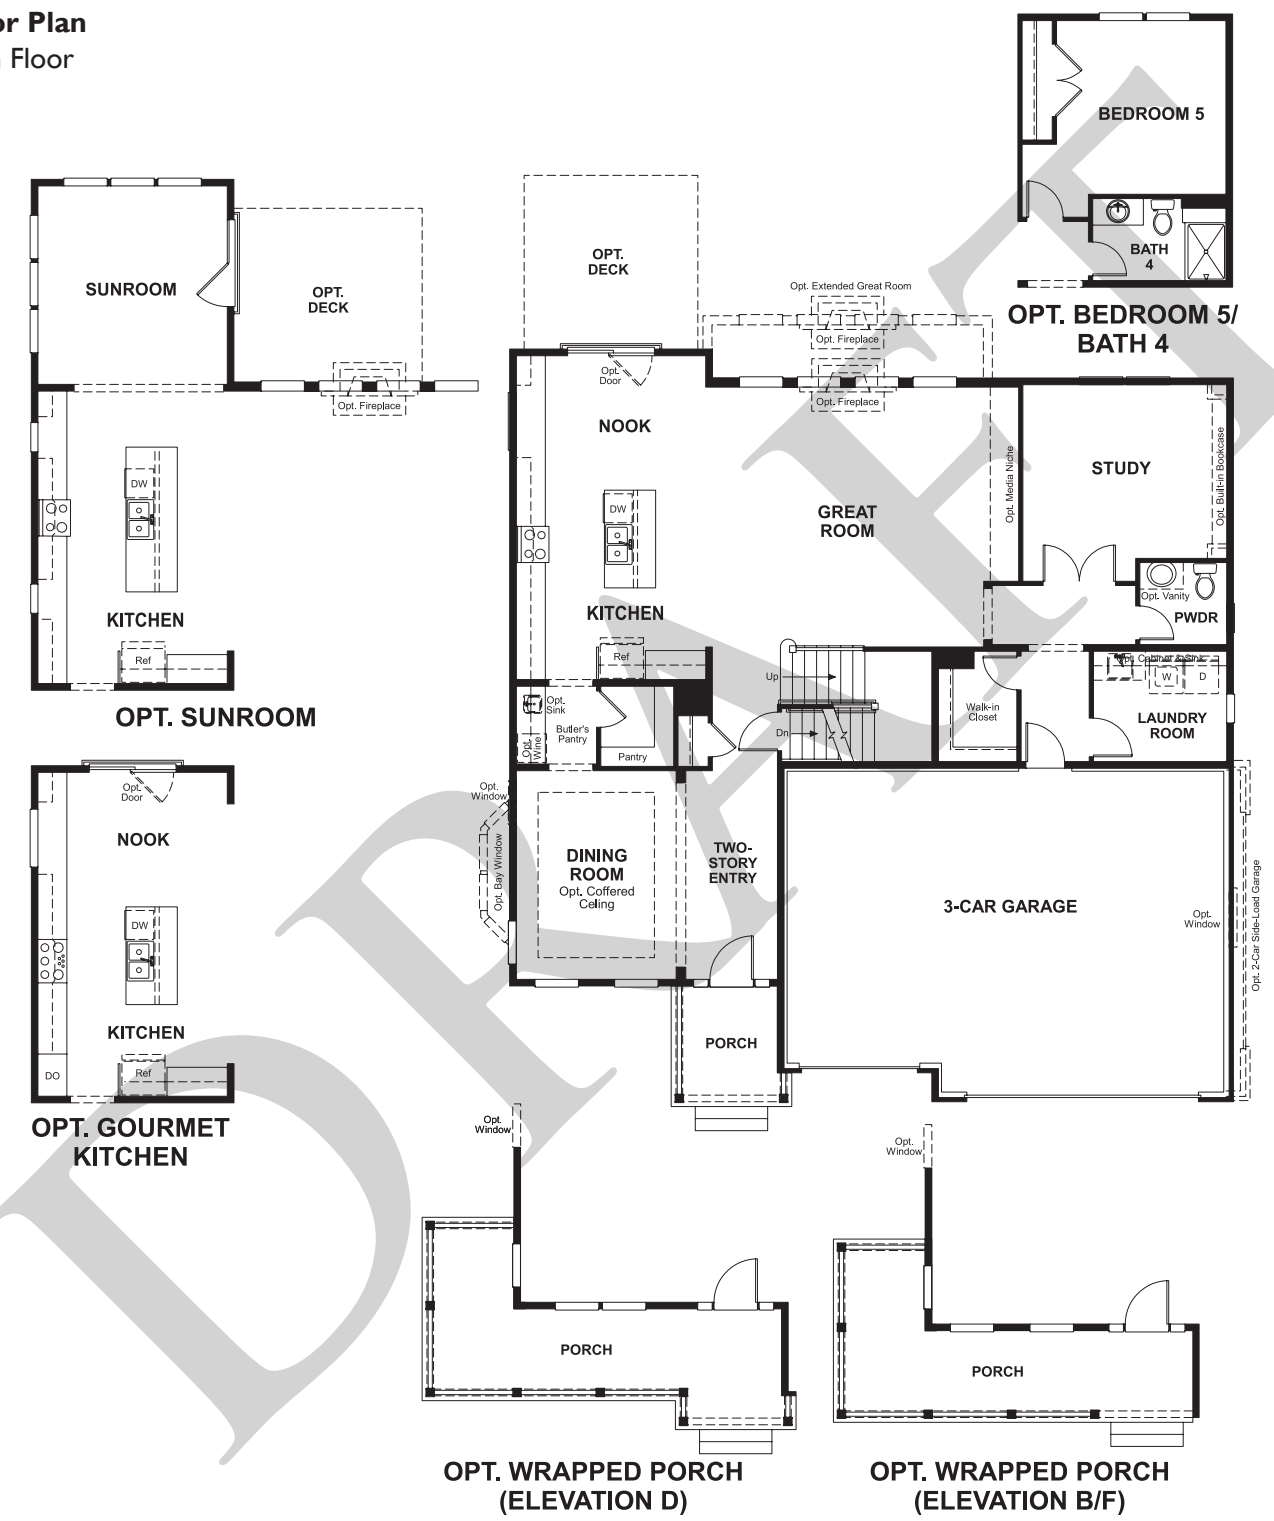 or Plan
Floor
BEDROOM 5
BATH
4
OPT. BEDROOM 5/
BATH 4
SUNROOM
OPT.
DECK
Opt. Fireplace
DW
KITCHEN
Ref
OPT. SUNROOM
OPT.
DECK
Opt. Extended Great Room
Opt. Fireplace
Opt. Fireplace
Opt.
Door
NOOK
DW
GREAT
ROOM
Opt. Media Niche
STUDY
Opt. Built-in Bookcase
KITCHEN
Ref
Opt. Vanity
PWDR
Up
Dn
Opt.
Sink
Butler's
Pantry
Opt.
Wine
Pantry
Walk-in
Closet
Opt. Cabinet & Sink
W
D
LAUNDRY
ROOM
Opt.
Window
Opt. Bay Window
DINING
ROOM
Opt. Coffered
Celing
TWO-
STORY
ENTRY
3-CAR GARAGE
Opt.
Window
Opt. 2-Car Side-Load Garage
PORCH
Opt.
Door
NOOK
DW
KITCHEN
DO
Ref
OPT. GOURMET
KITCHEN
Opt.
Window
PORCH
OPT. WRAPPED PORCH
(ELEVATION D)
Opt.
Window
PORCH
OPT. WRAPPED PORCH
(ELEVATION B/F)
DRAFT